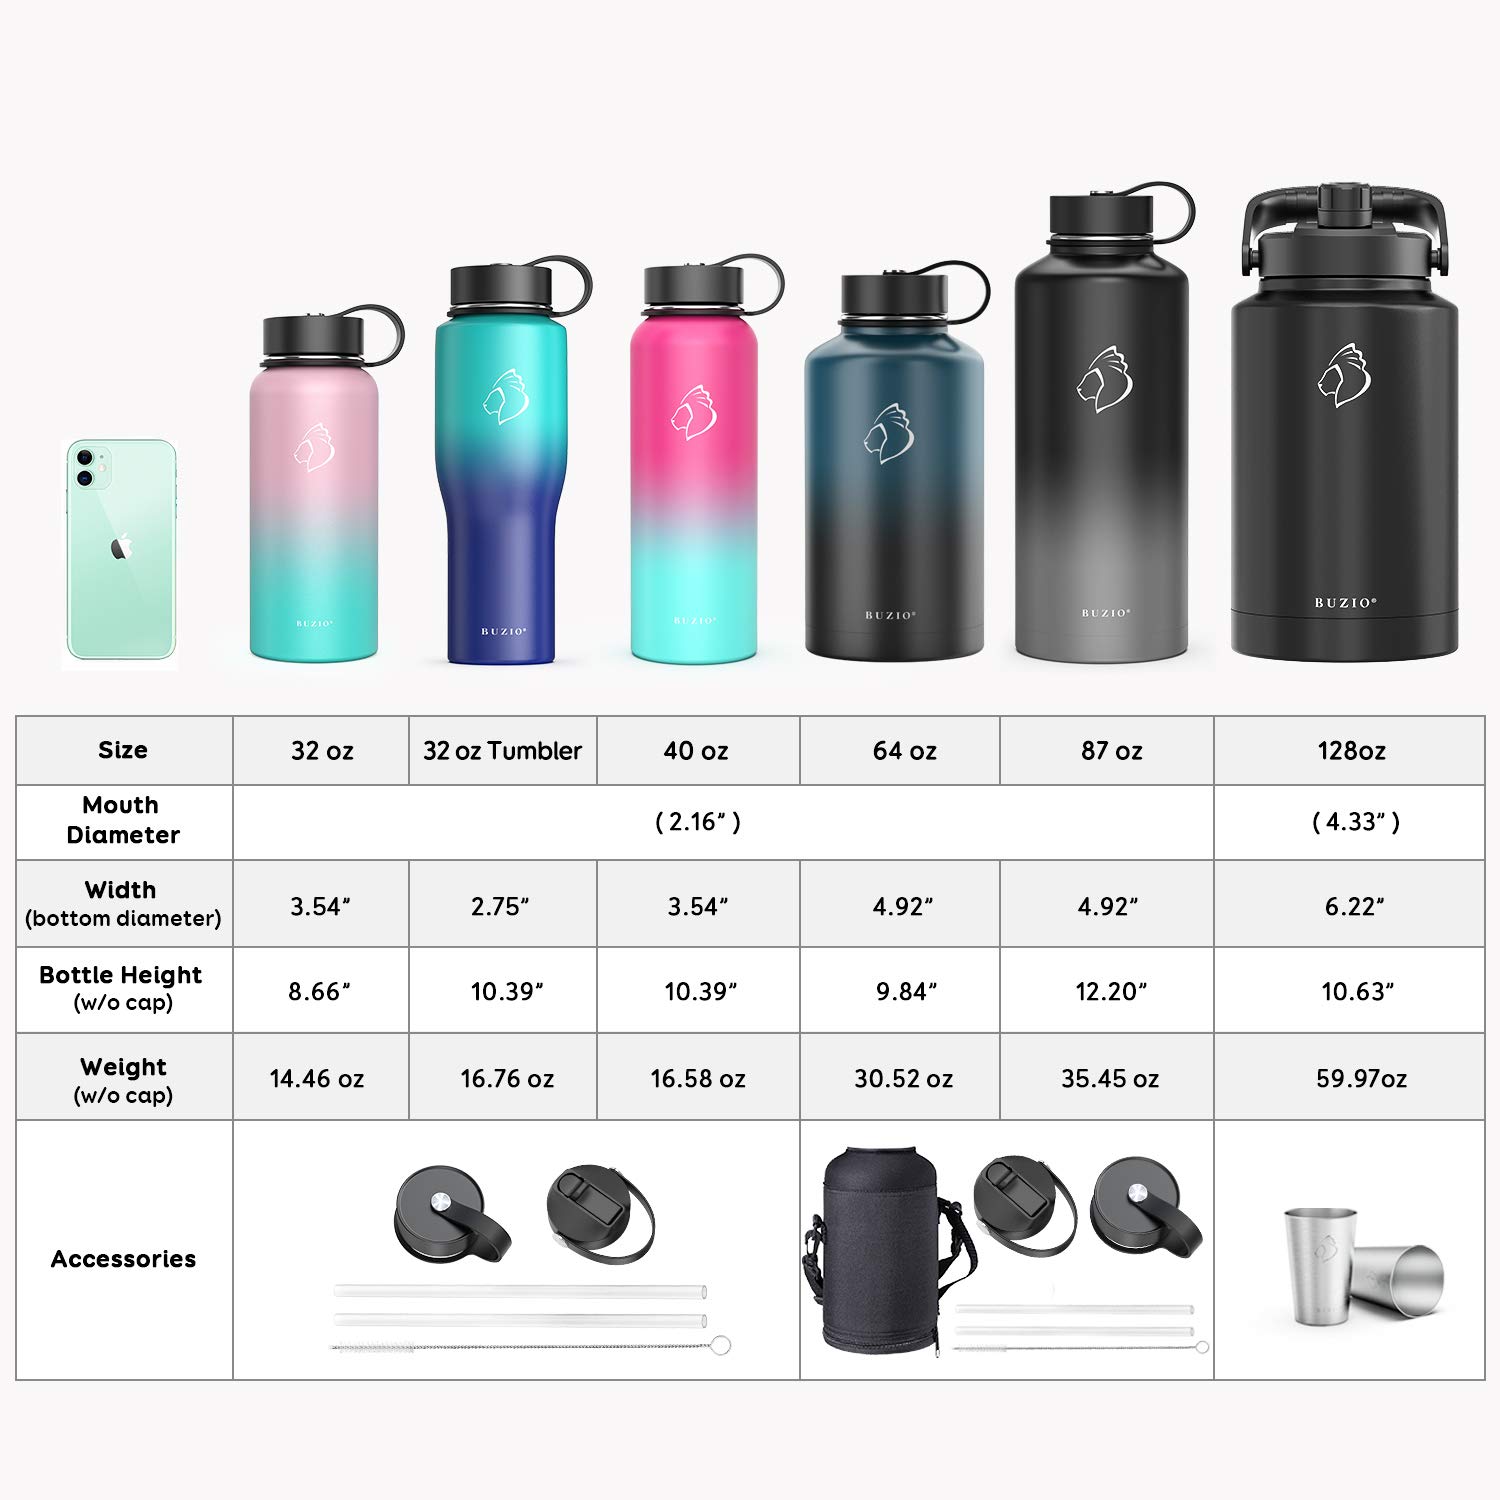 BUZIO®
BUZIO®
BUZIO®
BUZIO®
BUZIO®
BUZIO®
Size 32 oz 32 oz Tumbler 40 oz 64 oz 87 oz 128oz
Mouth
Diameter
( 2.16” ) ( 4.33” )
Width
(bottom diameter)
3.54” 2.75” 3.54” 4.92” 4.92” 6.22”
Bottle Height
(w/o cap)
8.66” 10.39” 10.39” 9.84” 12.20” 10.63”
Weight
(w/o cap)
14.46 oz 16.76 oz 16.58 oz 30.52 oz 35.45 oz 59.97oz
Accessories
BUZIO